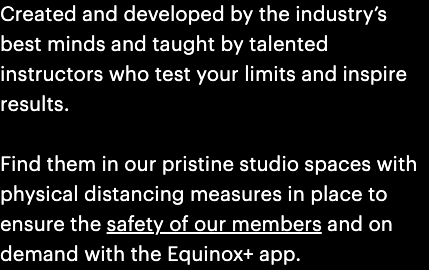 Created and developed by the industry’s
best minds and taught by talented
instructors who test your limits and inspire
results.
Find them in our pristine studio spaces with
physical distancing measures in place to
ensure the safety of our members and on
demand with the Equinox+ app.